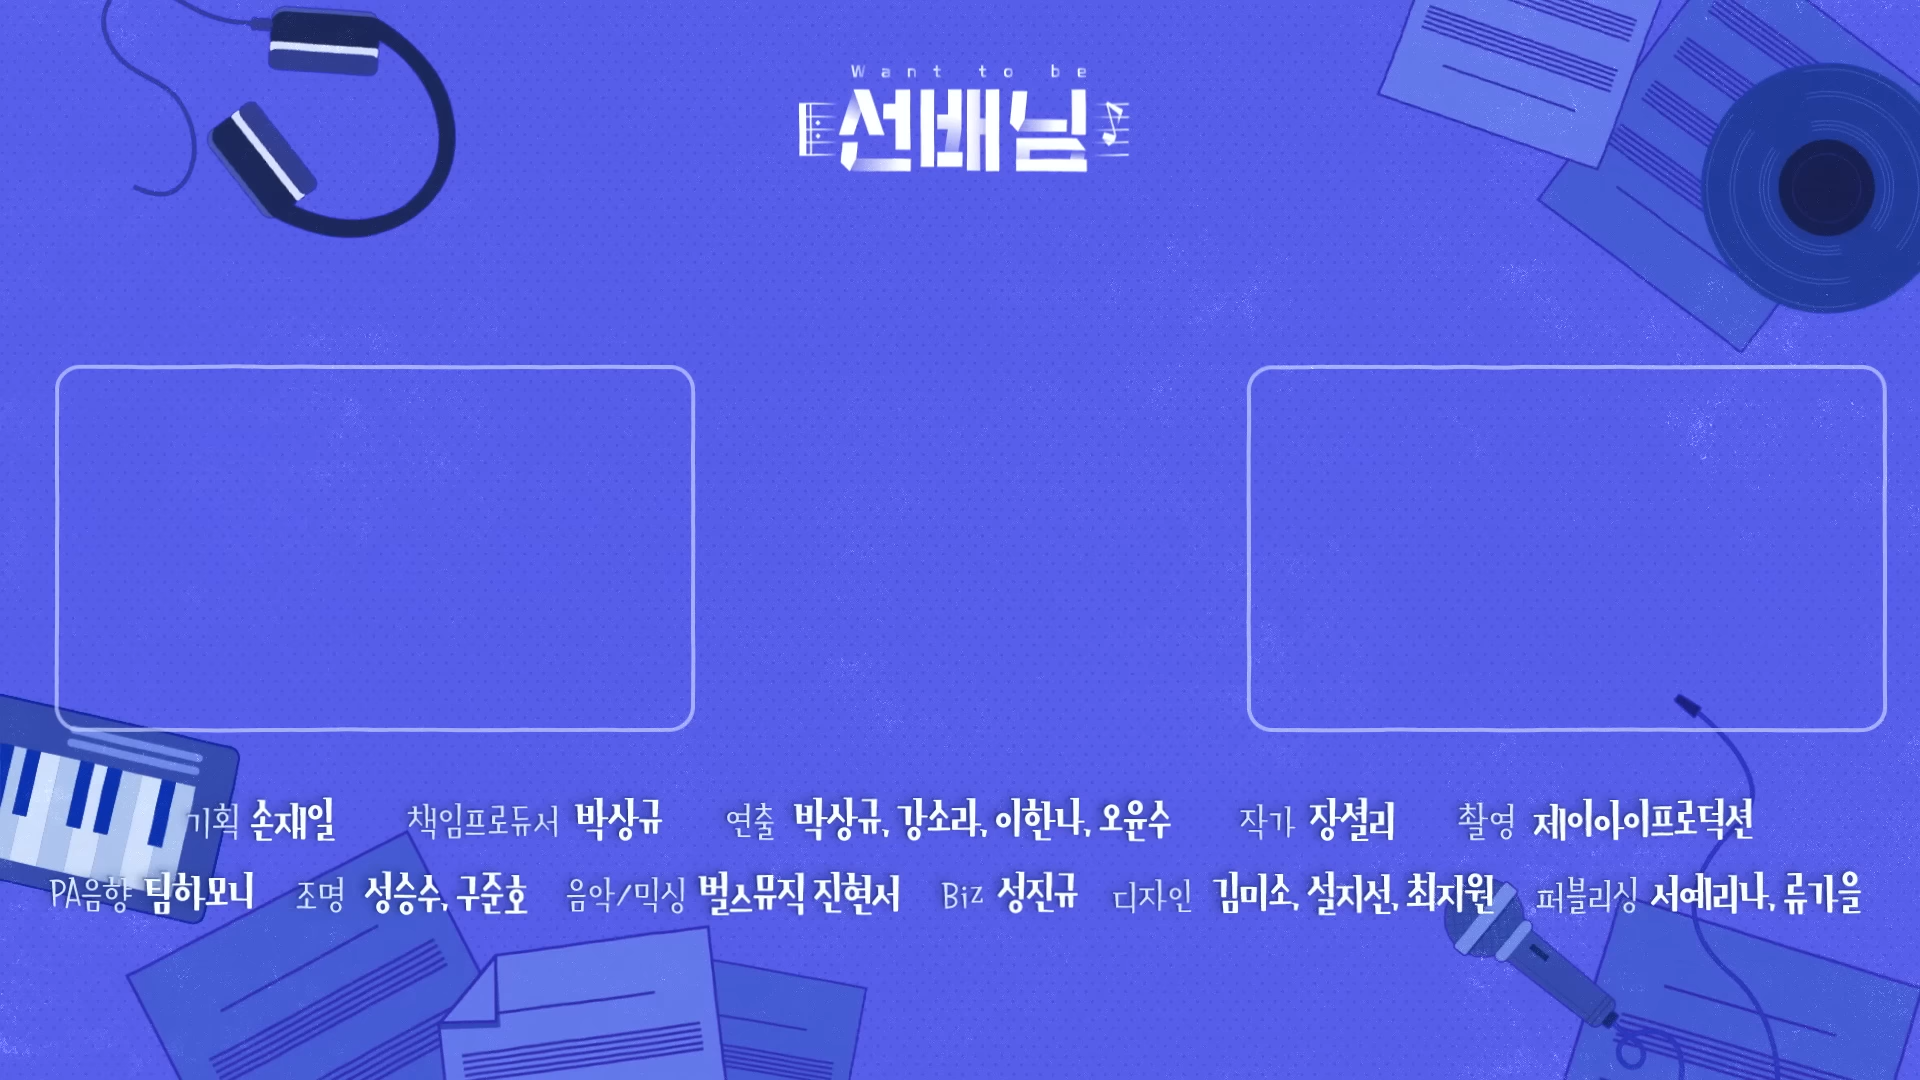 Want to be
선배님
기획 손재일 책임프로듀서 박상규 연출 박상규, 강소라, 이한나, 오윤수 작가 장셜리 촬영 제이아이프로덕션
PA음향 팀하모니 조명 성승수, 구준호 음악/믹싱 벌스뮤직 진현서 Biz 성진규 디자인 김미소, 설지선, 최자원 퍼블리싱 서예리나, 류가을